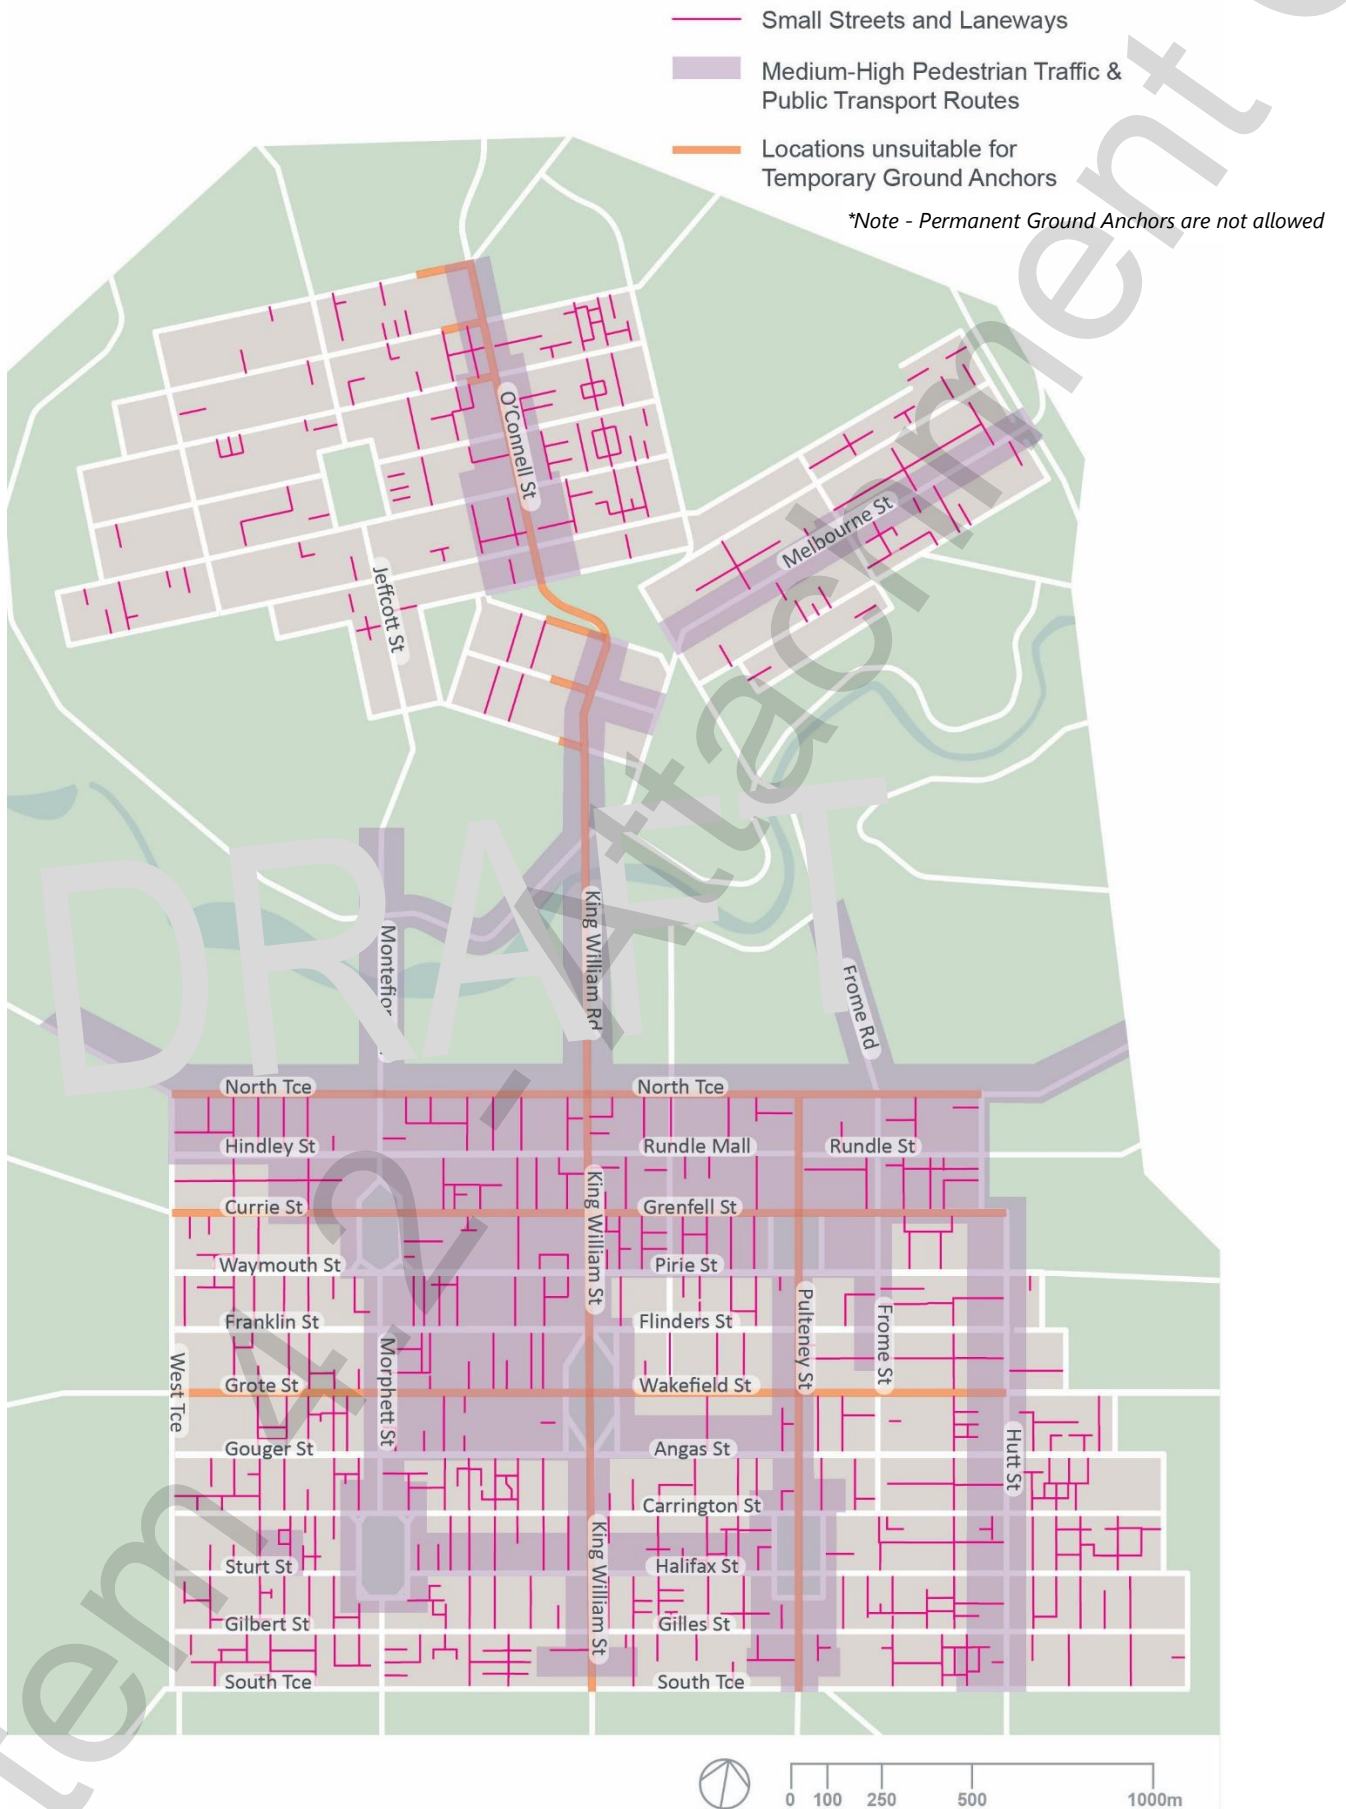 Small Streets and Laneways
Medium-High Pedestrian Traffic &
Public Transport Routes
Locations unsuitable for
Temporary Ground Anchors
*Note - Permanent Ground Anchors are not allowed
O'Connell St
Melbourne St
Jeffcott St
DRAFT
Item 4.2 - Attachment
King William Rd
Frome Rd
North Tce
North Tce
Hindley St
Rundle Mall
Rundle St
King William St
Currie St
Grenfell St
Waymouth St
Pirie St
Franklin St
Flinders St
Pulteney St
Frome St
West Tce
Morphett St
Grote St
Wakefield St
Gouger St
Angas St
Hutt St
Carrington St
King William St
Sturt St
Halifax St
Gilbert St
Gilles St
South Tce
South Tce
0 100 250 500 1000m